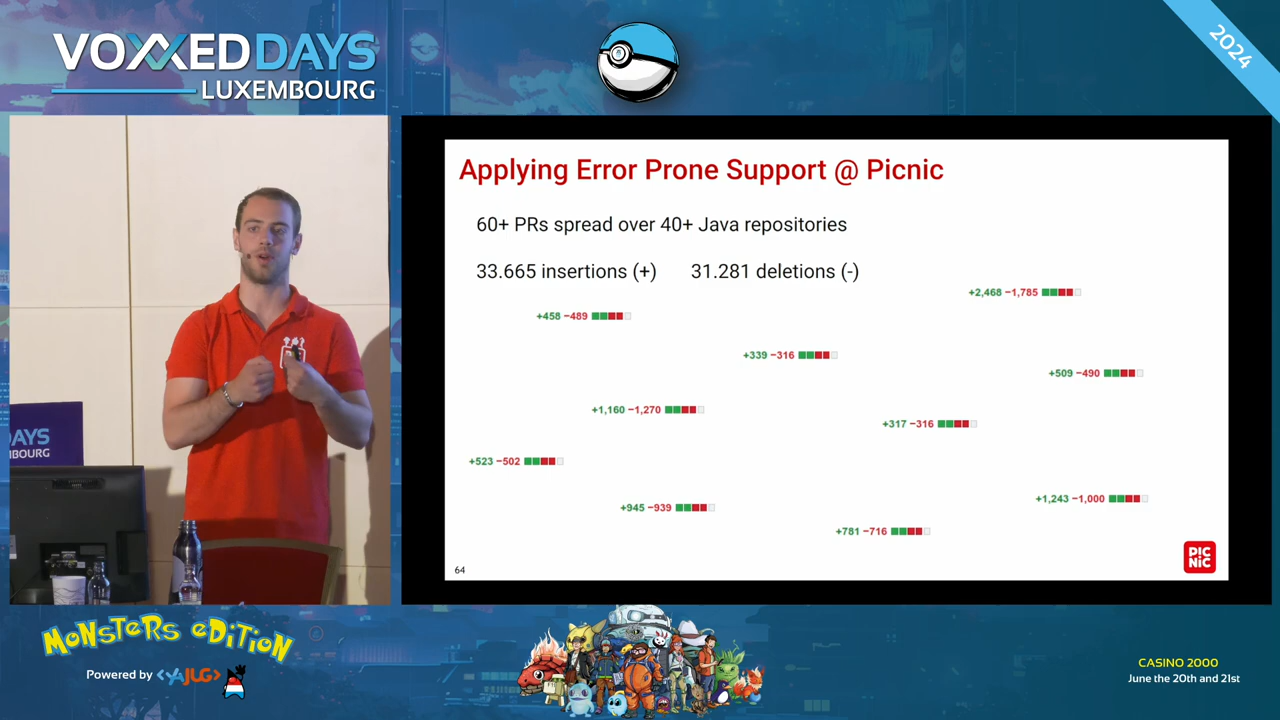 VOXXEDDAYS
LUXEMBOURG
2024
Applying Error Prone Support @ Picnic
60+ PRs spread over 40+ Java repositories
33.665 insertions (+) 31.281 deletions (-)
+2,468 −1,785
+458 −489
+339 −316
+509 −490
+1,160 −1,270
+317 −316
+523 −502
+945 −939
+1,243 −1,000
+781 −716
64
PIC
NIC
AYS
BOURG
MONSTERS EDITION
Powered by <YAJUG>
CASINO 2000
June the 20th and 21st